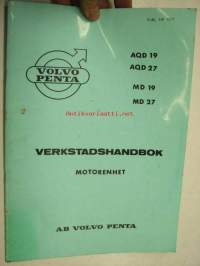 AQD 19
AQD 27
VOLVO
PENTA
MD 19
MD 27
VERKSTADSHANDBOK
MOTORENHET
AB VOLVO PENTA